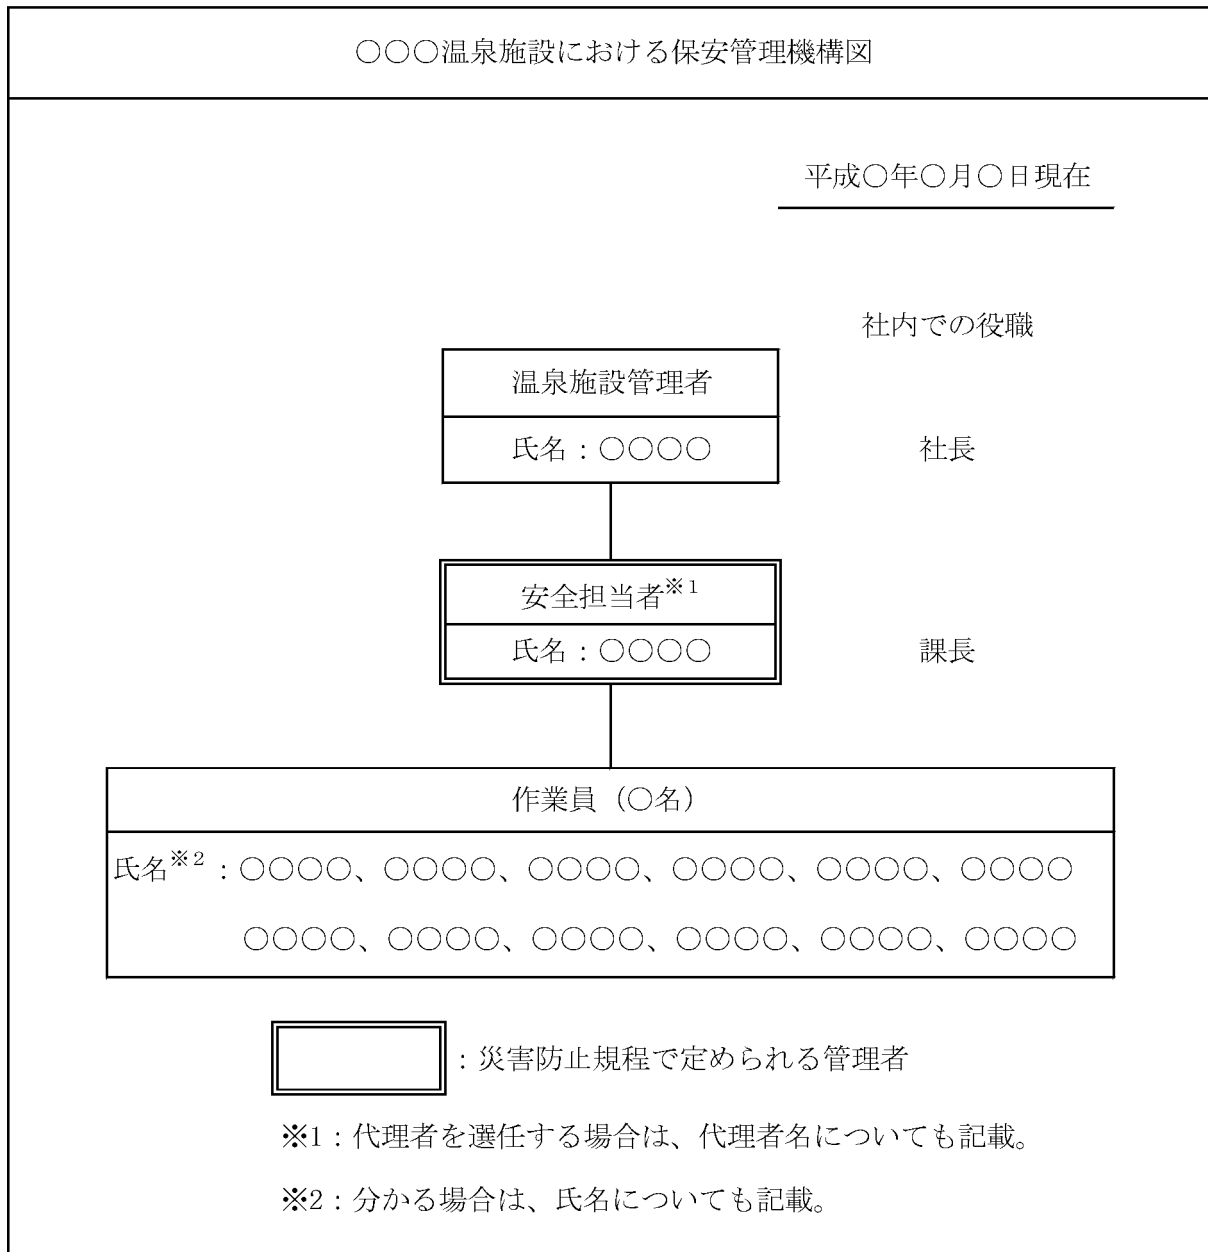 ○○○温泉施設における保安管理機構図
平成○年○月○日現在
社内での役職
温泉施設管理者
氏名：○○○○
社長
安全担当者※1
氏名：○○○○
課長
作業員（○名）
氏名※2：○○○○、○○○○、○○○○、○○○○、○○○○、○○○○
○○○○、○○○○、○○○○、○○○○、○○○○、○○○○
：災害防止規程で定められる管理者
※1：代理者を選任する場合は、代理者名についても記載。
※2：分かる場合は、氏名についても記載。